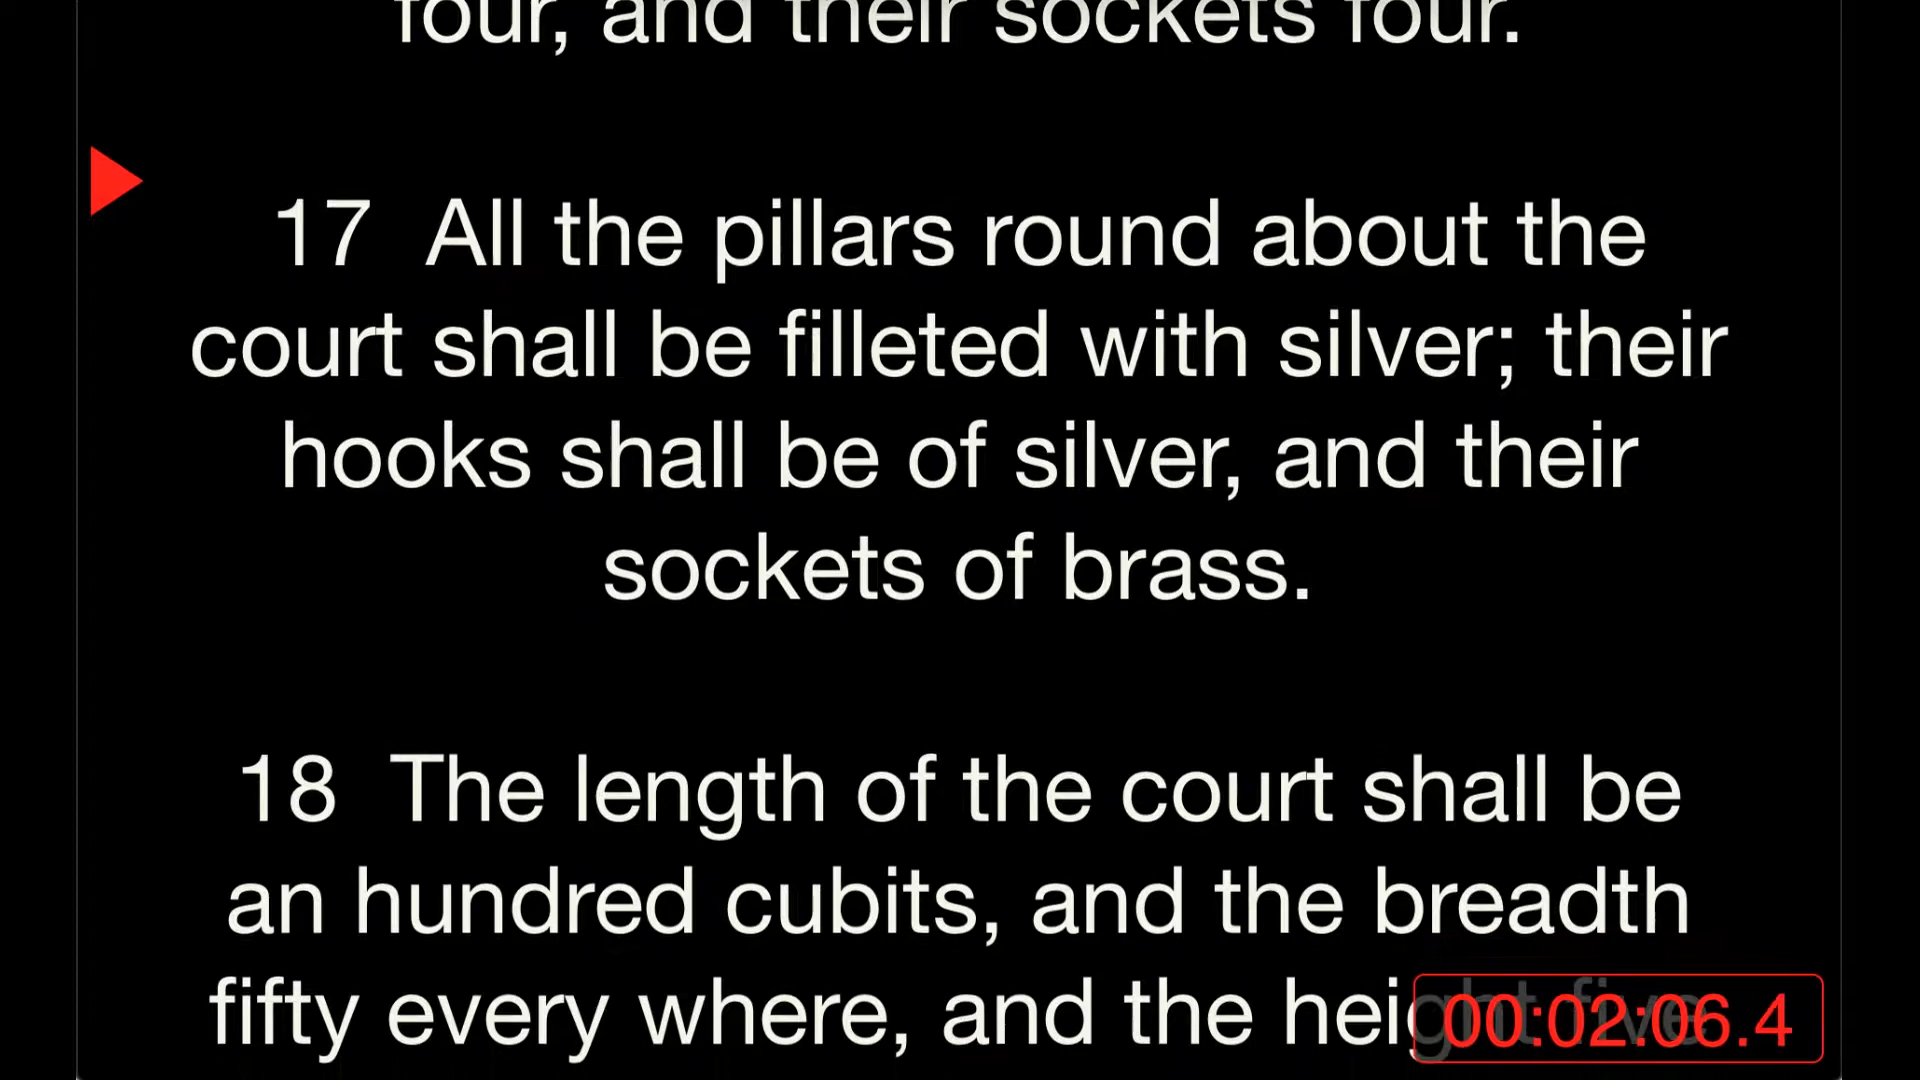 four, and their sockets four.
17 All the pillars round about the
court shall be filleted with silver; their
hooks shall be of silver, and their
sockets of brass.
18 The length of the court shall be
an hundred cubits, and the breadth
fifty every where, and the height five
00:02:06.4